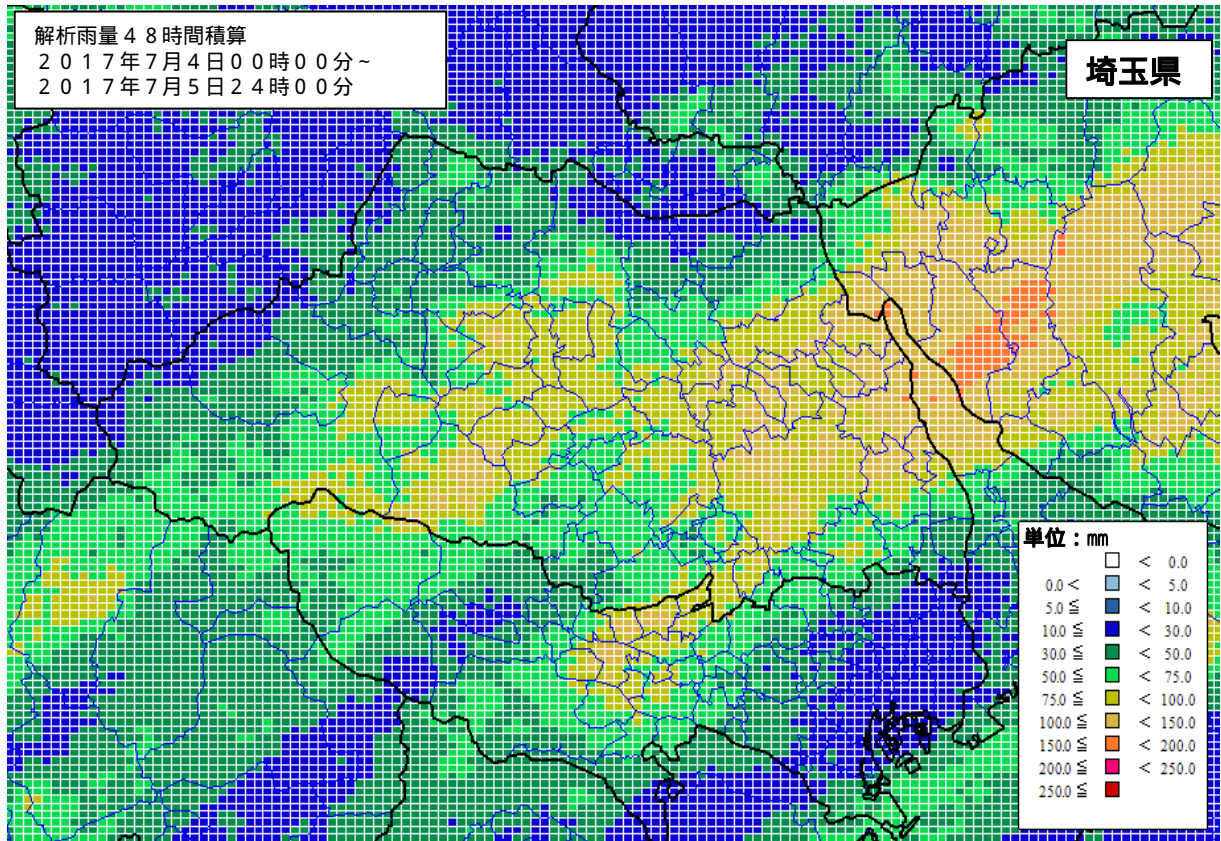 解析雨量４８時間積算
２０１７年７月４日００時００分~
２０１７年７月５日２４時００分
埼玉県
単位：㎜
< 0.0
0.0 < < 5.0
5.0 ≦ < 10.0
10.0 ≦ < 30.0
30.0 ≦ < 50.0
50.0 ≦ < 75.0
75.0 ≦ < 100.0
100.0 ≦ < 150.0
150.0 ≦ < 200.0
200.0 ≦ < 250.0
250.0 ≦